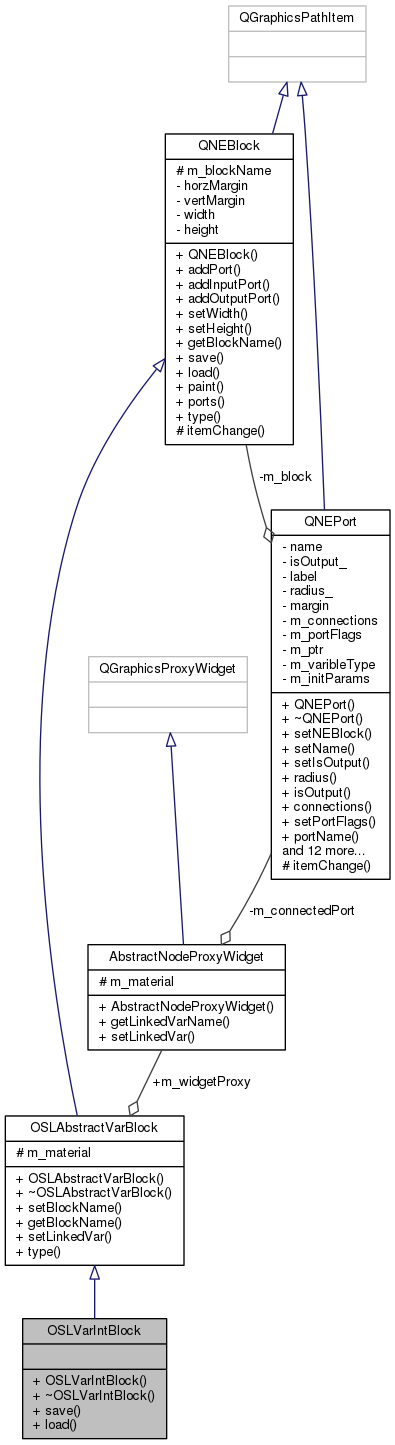 QGraphicsPathItem
QNEBlock
# m_blockName
- horzMargin
- vertMargin
- width
- height
+ QNEBlock()
+ addPort()
+ addInputPort()
+ addOutputPort()
+ setWidth()
+ setHeight()
+ getBlockName()
+ save()
+ load()
+ paint()
+ ports()
+ type()
# itemChange()
-m_block
QNEPort
- name
- isOutput_
- label
- radius_
- margin
- m_connections
- m_portFlags
- m_ptr
- m_varibleType
- m_initParams
+ QNEPort()
+ ~QNEPort()
+ setNEBlock()
+ setName()
+ setIsOutput()
+ radius()
+ isOutput()
+ connections()
+ setPortFlags()
+ portName()
and 12 more...
# itemChange()
QGraphicsProxyWidget
-m_connectedPort
AbstractNodeProxyWidget
# m_material
+ AbstractNodeProxyWidget()
+ getLinkedVarName()
+ setLinkedVar()
+m_widgetProxy
OSLAbstractVarBlock
# m_material
+ OSLAbstractVarBlock()
+ ~OSLAbstractVarBlock()
+ setBlockName()
+ getBlockName()
+ setLinkedVar()
+ type()
OSLVarIntBlock
+ OSLVarIntBlock()
+ ~OSLVarIntBlock()
+ save()
+ load()